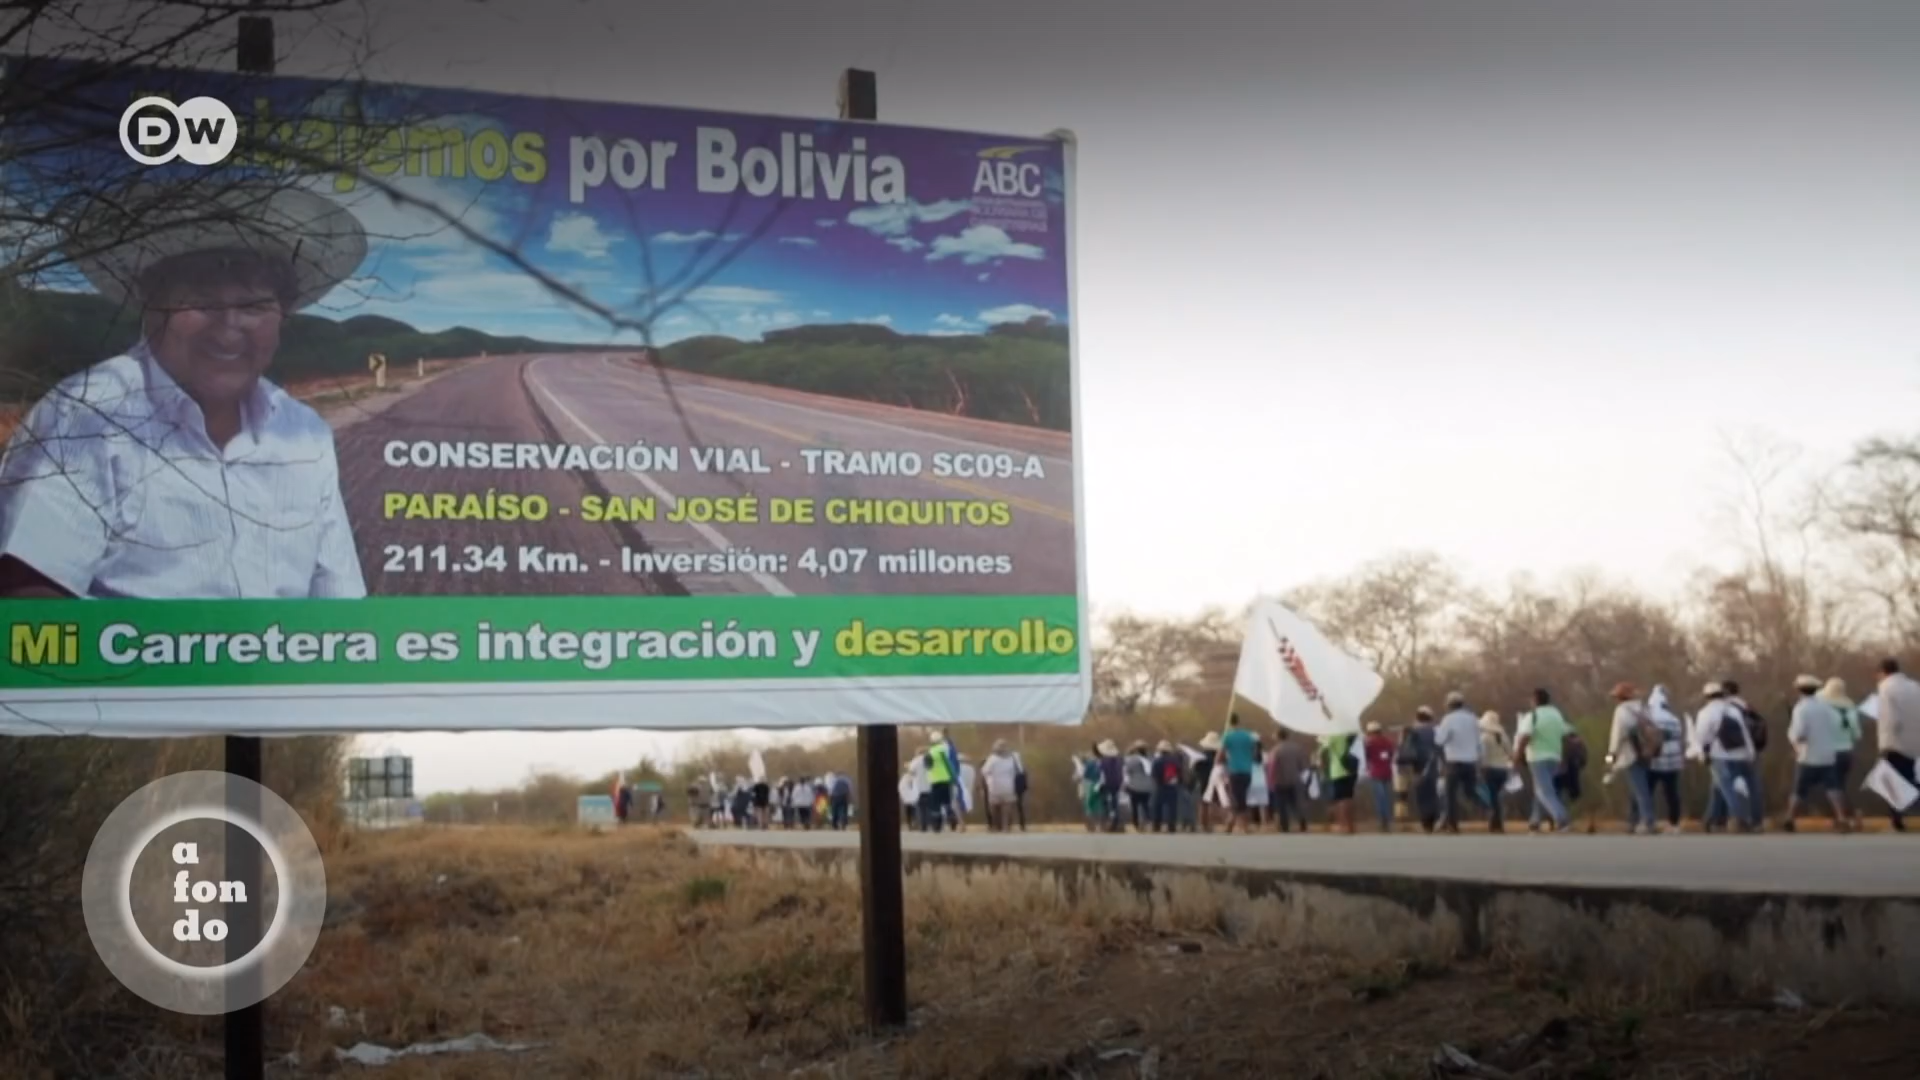 DW
por Bolivia
ABC
CONSERVACIÓN VIAL - TRAMO SC09-A
PARAÍSO - SAN JOSÉ DE CHIQUITOS
211.34 Km. - Inversión: 4,07 millones
Mi Carretera es integración y desarrollo
a
fon
do